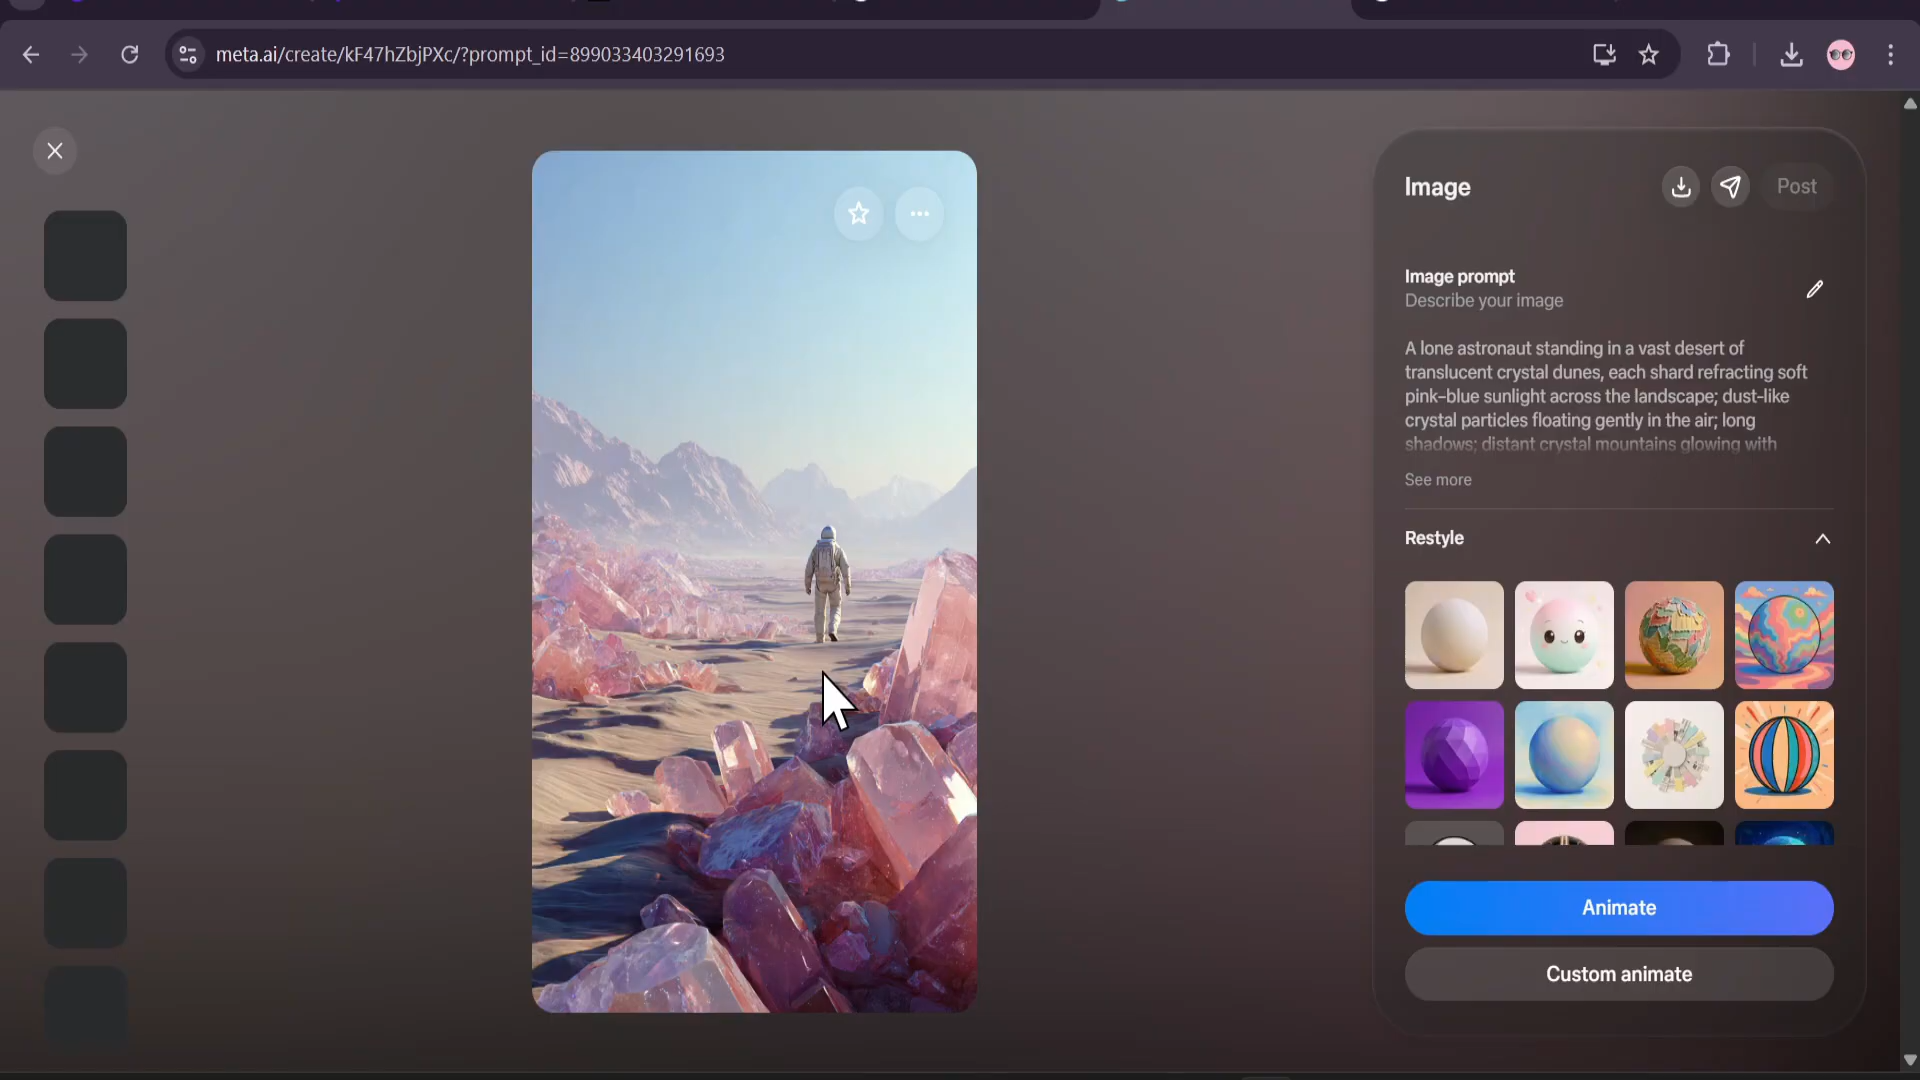 meta.ai/create/kF47hZbjPXc/?prompt_id=899033403291693
Image
Post
Image prompt
Describe your image
A lone astronaut standing in a vast desert of
translucent crystal dunes, each shard refracting soft
pink-blue sunlight across the landscape; dust-like
crystal particles floating gently in the air; long
shadows; distant crystal mountains glowing with
See more
Restyle
Animate
Custom animate